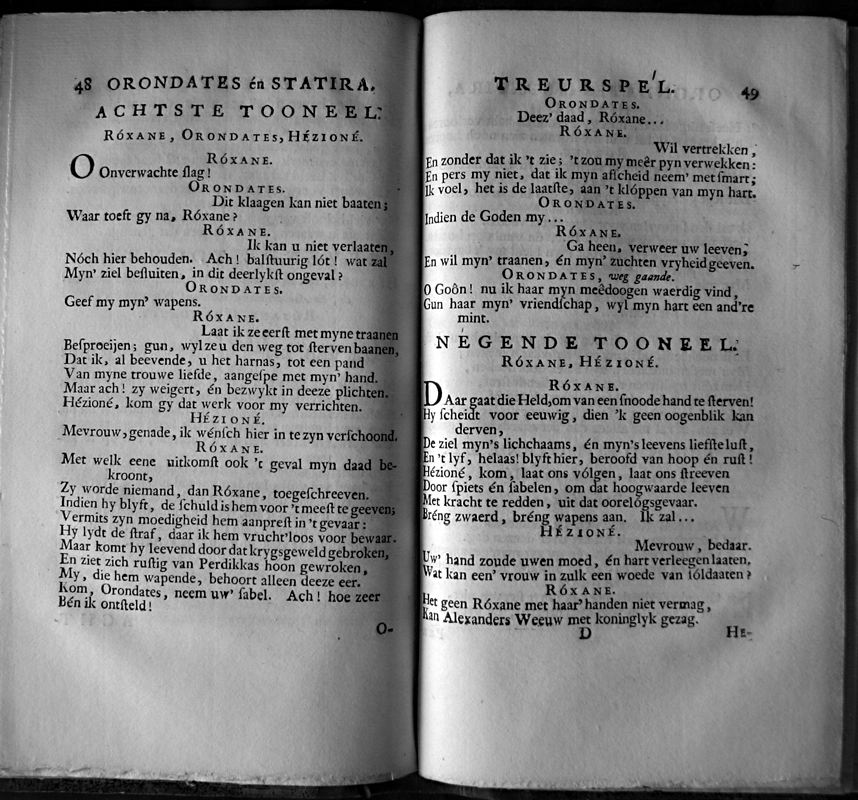 48 ORONDATES én STATIRA.
ACHTSTE TOONEEL.
RÓXANE, ORONDATES, HÉZIONÉ.
RÓXANE.
O Onverwachte ſlag!
ORONDATES.
Dit klaagen kan niet baaten;
Waar toeſt gy na, Róxane?
RÓXANE.
Ik kan u niet verlaaten,
Nóch hier behouden. Ach! balſtuurig lót! wat zal
Myn' ziel beſluiten, in dit deerlykſt ongeval?
ORONDATES.
Geef my myn' wapens.
RÓXANE.
Laat ik ze eerſt met myne traanen
Beſproeijen; gun, wyl ze u den weg tot ſterven baanen,
Dat ik, al beevende, u het harnas, tot een pand
Van myne trouwe liefde, aangeſpe met myn' hand.
Maar ach! zy weigert, én bezwykt in deeze plichten.
Hézioné, kom gy dat werk voor my verrichten.
HÉZIONÉ.
Mevrouw, genade, ik wénſch hier in te zyn verſchoond.
RÓXANE.
Met welk eene uitkomſt ook 't geval myn daad be-
kroont,
Zy worde niemand, dan Róxane, toegeſchreeven.
Indien hy blyft, de ſchuld is hem voor 't meeſt te geeven;
Vermits zyn moedigheid hem aanpreſt in 't gevaar:
Hy lydt de ſtraf, daar ik hem vrucht'loos voor bewaar.
Maar komt hy leevend door dat krygsgeweld gebroken,
En ziet zich ruſtig van Perdikkas hoon gewroken,
My, die hem wapende, behoort alleen deeze eer.
Kom, Orondates, neem uw' ſabel. Ach! hoe zeer
Bén ik ontſteld!
O-
TREURSPÉL. 49
ORONDATES.
Deez' daad, Róxane...
RÓXANE.
Wil vertrekken,
En zonder dat ik 't zie; 't zou my meêr pyn verwekken:
En pers my niet, dat ik myn afſcheid neem' met ſmart;
Ik voel, het is de laatſte, aan 't klóppen van myn hart.
ORONDATES.
Indien de Goden my...
RÓXANE.
Ga heen, verweer uw leeven;
En wil myn' traanen, én myn' zuchten vryheid geeven.
ORONDATES, weg gaande.
O Goôn! nu ik haar myn meêdoogen waerdig vind,
Gun haar myn' vriendſchap, wyl myn hart een and're
mint.
NÉGENDE TOONEEL.
RÓXANE, HÉZIONÉ.
RÓXANE.
DAar gaat die Held, om van een ſnoode hand te ſterven!
Hy ſcheidt voor eeuwig, dien 'k geen oogenblik kan
derven,
De ziel myn's lichchaams, én myn's leevens liefſte luſt,
En 't lyf, helaas! blyft hier, beroofd van hoop én ruſt!
Hézioné, kom, laat ons vólgen, laat ons ſtreeven
Door ſpiets én ſabelen, om dat hoogwaarde leeven
Met kracht te redden, uit dat oorelógsgevaar.
Bréng zwaerd, bréng wapens aan. Ik zal...
HÉZIONÉ.
Mevrouw, bedaar.
Uw' hand zoude uwen moed, én hart verleegen laaten.
Wat kan een' vrouw in zulk een woede van ſóldaaten?
RÓXANE.
Het geen Róxane met haar' handen niet vermag,
Kan Alexanders Weeuw met koninglyk gezag.
D HE-